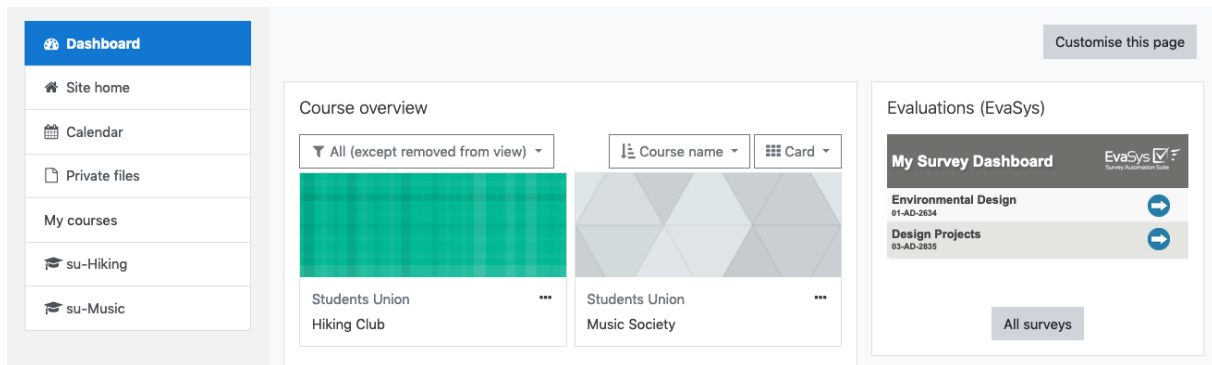 Dashboard
Site home
Calendar
Private files
My courses
su-Hiking
su-Music
Customise this page
Course overview
All (except removed from view)
Course name
Card
Students Union
Hiking Club
Students Union
Music Society
Evaluations (EvaSys)
My Survey Dashboard
EvaSys
Survey Automation Suite
Environmental Design
01-AD-2634
Design Projects
03-AD-2835
All surveys